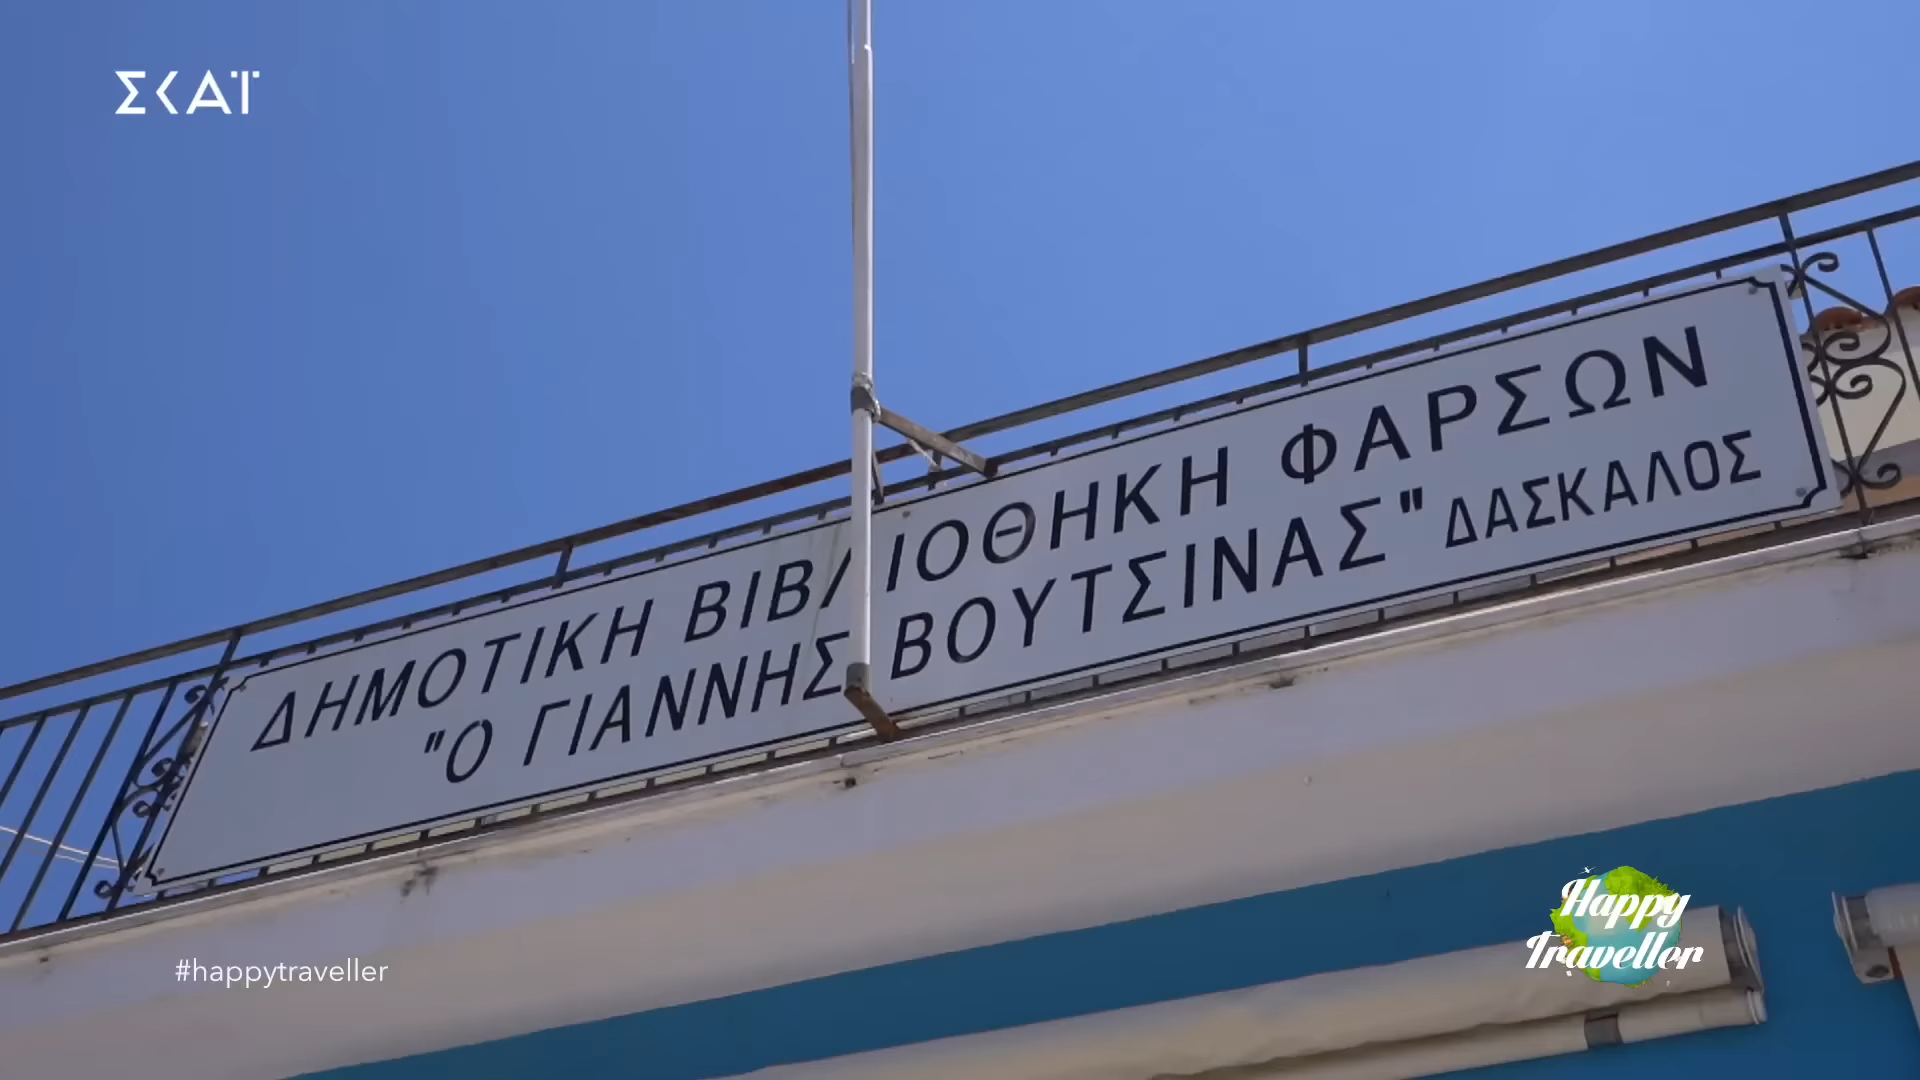 ΣΚΑΪ
ΔΗΜΟΤΙΚΗ ΒΙΒΛΙΟΘΗΚΗ ΦΑΡΣΩΝ
"Ο ΓΙΑΝΝΗΣ ΒΟΥΤΣΙΝΑΣ" ΔΑΣΚΑΛΟΣ
Happy
Traveller
#happytraveller